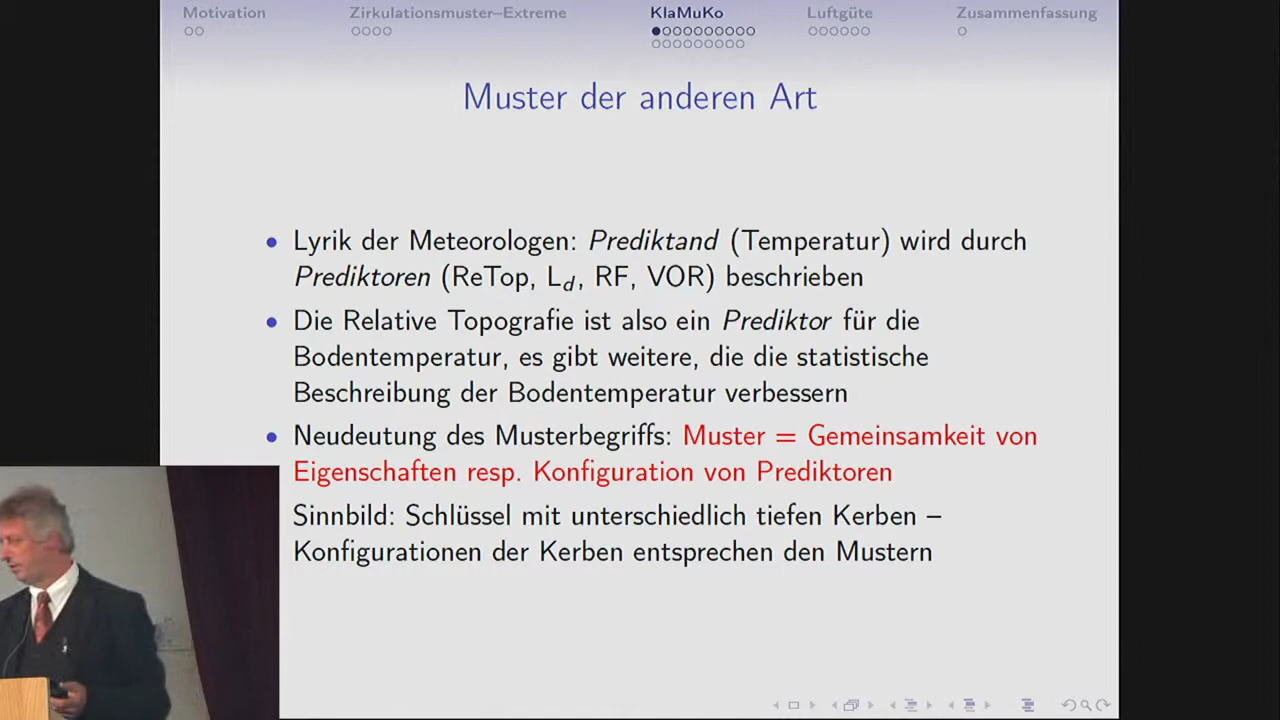 Motivation
Zirkulationsmuster–Extreme
KlaMuKo
Luftgüte
Zusammenfassung
Muster der anderen Art
Lyrik der Meteorologen: Prediktand (Temperatur) wird durch
Prediktoren (ReTop, Ld, RF, VOR) beschrieben
Die Relative Topografie ist also ein Prediktor für die
Bodentemperatur, es gibt weitere, die die statistische
Beschreibung der Bodentemperatur verbessern
Neudeutung des Musterbegriffs: Muster = Gemeinsamkeit von
Eigenschaften resp. Konfiguration von Prediktoren
Sinnbild: Schlüssel mit unterschiedlich tiefen Kerben –
Konfigurationen der Kerben entsprechen den Mustern